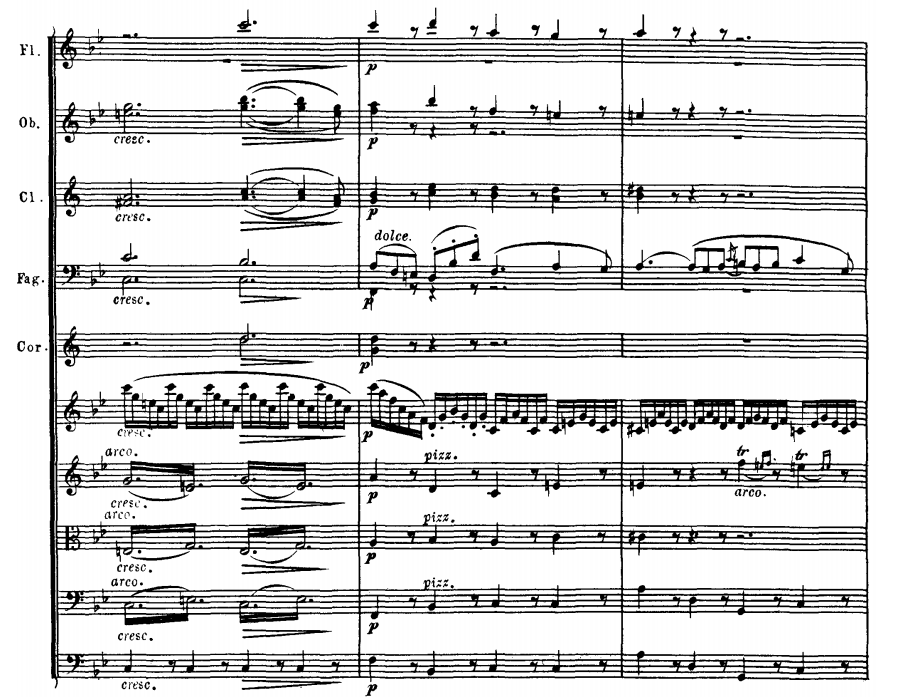 Fl.
p
Ob.
cresc.
p
Cl.
cresc.
p
dolce.
Fag.
cresc.
p
Cor.
p
cresc.
p
arco.
pizz.
tr
tr
cresc.
p
arco.
arco.
pizz.
cresc.
p
arco.
pizz.
cresc.
p
cresc.
p